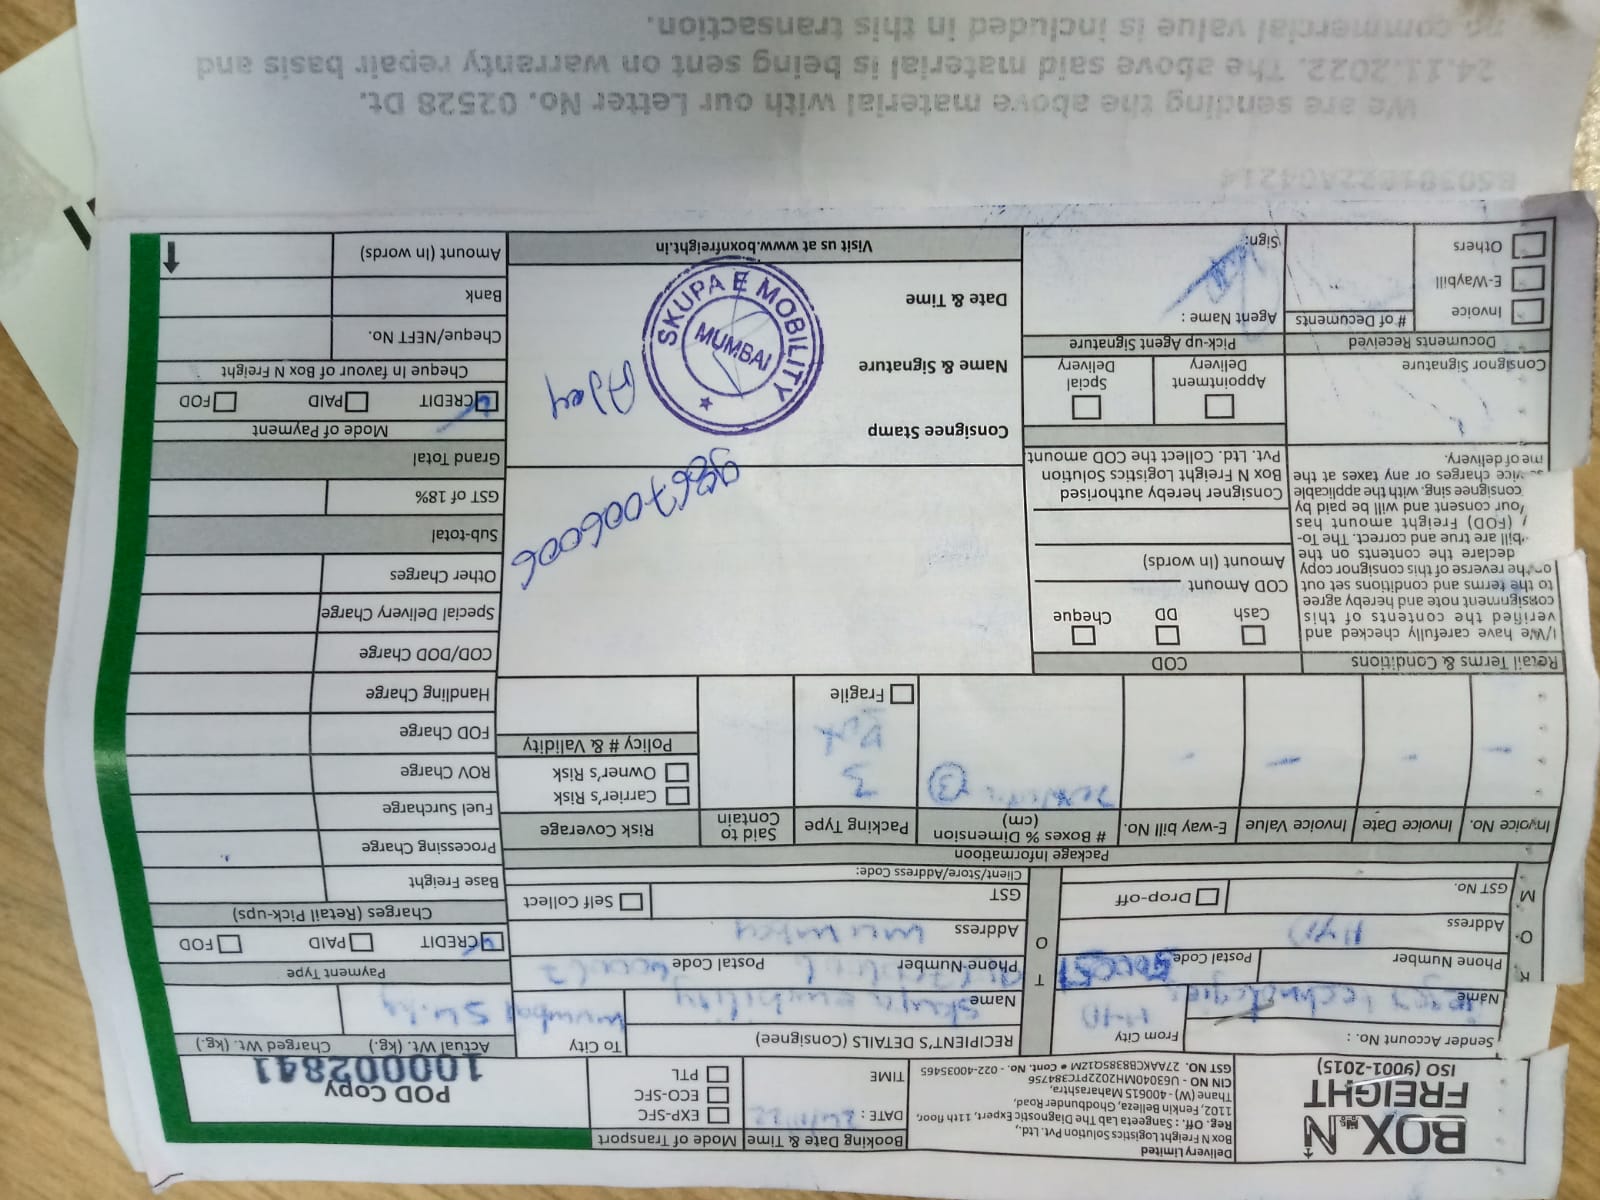 BOX N
FREIGHT
ISO (9001-2015)
Delivery Limited
Box N Freight Logistics Solution Pvt. Ltd.,
Reg. Off. : Sangeeta Lab The Diagnostic Expert, 11th floor,
1102, Fenkin Belleza, Ghodbunder Road,
Thane (W) - 400615 Maharashtra,
CIN NO - U63040MH2022PTC384756
GST NO. 27AAKCB8385Q1ZM • Cont. No. - 022-40035465
Booking Date & Time
DATE :
TIME
Mode of Transport
EXP-SFC
ECO-SFC
PTL
POD Copy
100002841
Sender Account No. :
From City
HYD
Name technologies
Phone Number
Postal Code 500051
Address HYD
GST No.
Drop-off
R
O
M
T
O
RECIPIENT'S DETAILS (Consignee)
To City
Mumbai
Name
Phone Number
Postal Code
Address Mumbai
GST
Self Collect
Client/Store/Address Code:
Actual Wt. (kg.) Charged Wt. (kg.)
Payment Type
CREDIT PAID FOD
Charges (Retail Pick-ups)
Base Freight
Processing Charge
Fuel Surcharge
ROV Charge
FOD Charge
Handling Charge
COD/DOD Charge
Special Delivery Charge
Other Charges
Sub-total
GST of 18%
Grand Total
Mode of Payment
CREDIT PAID FOD
Cheque In favour of Box N Freight
Cheque/NEFT No.
Bank
Amount (In words)
Package Informatioon
Invoice No.
Invoice Date
Invoice Value
E-way bill No.
# Boxes % Dimension
(cm)
Packing Type
Said to
Contain
Risk Coverage
- - - -
3
3
Box
Fragile
Carrier's Risk
Owner's Risk
Policy # & Validity
Retail Terms & Conditions
I/We have carefully checked and
verified the contents of this
consignment note and hereby agree
to the terms and conditions set out
on the reverse of this consignor copy
declare the contents on the
bill are true and correct. The To-
(FOD) Freight amount has
our consent and will be paid by
consignee sing. with the applicable
vice charges or any taxes at the
me of delivery.
Consignor Signature
COD
Cash DD Cheque
COD Amount
Amount (In words)
Consigner hereby authorised
Box N Freight Logistics Solution
Pvt. Ltd. Collect the COD amount
Appointment
Delivery
Spcial
Delivery
Documents Received
Invoice
E-Waybill
Others
# of Documents
Pick-up Agent Signature
Agent Name :
Sign:
9867006006
Consignee Stamp
Name & Signature
Date & Time
SKUPA E MOBILITY
MUMBAI
Ajay
Visit us at www.boxnfreight.in
We are sending the above material with our Letter No. 02528 Dt.
24.11.2022. The above said material is being sent on warranty repair basis and
no commercial value is included in this transaction.